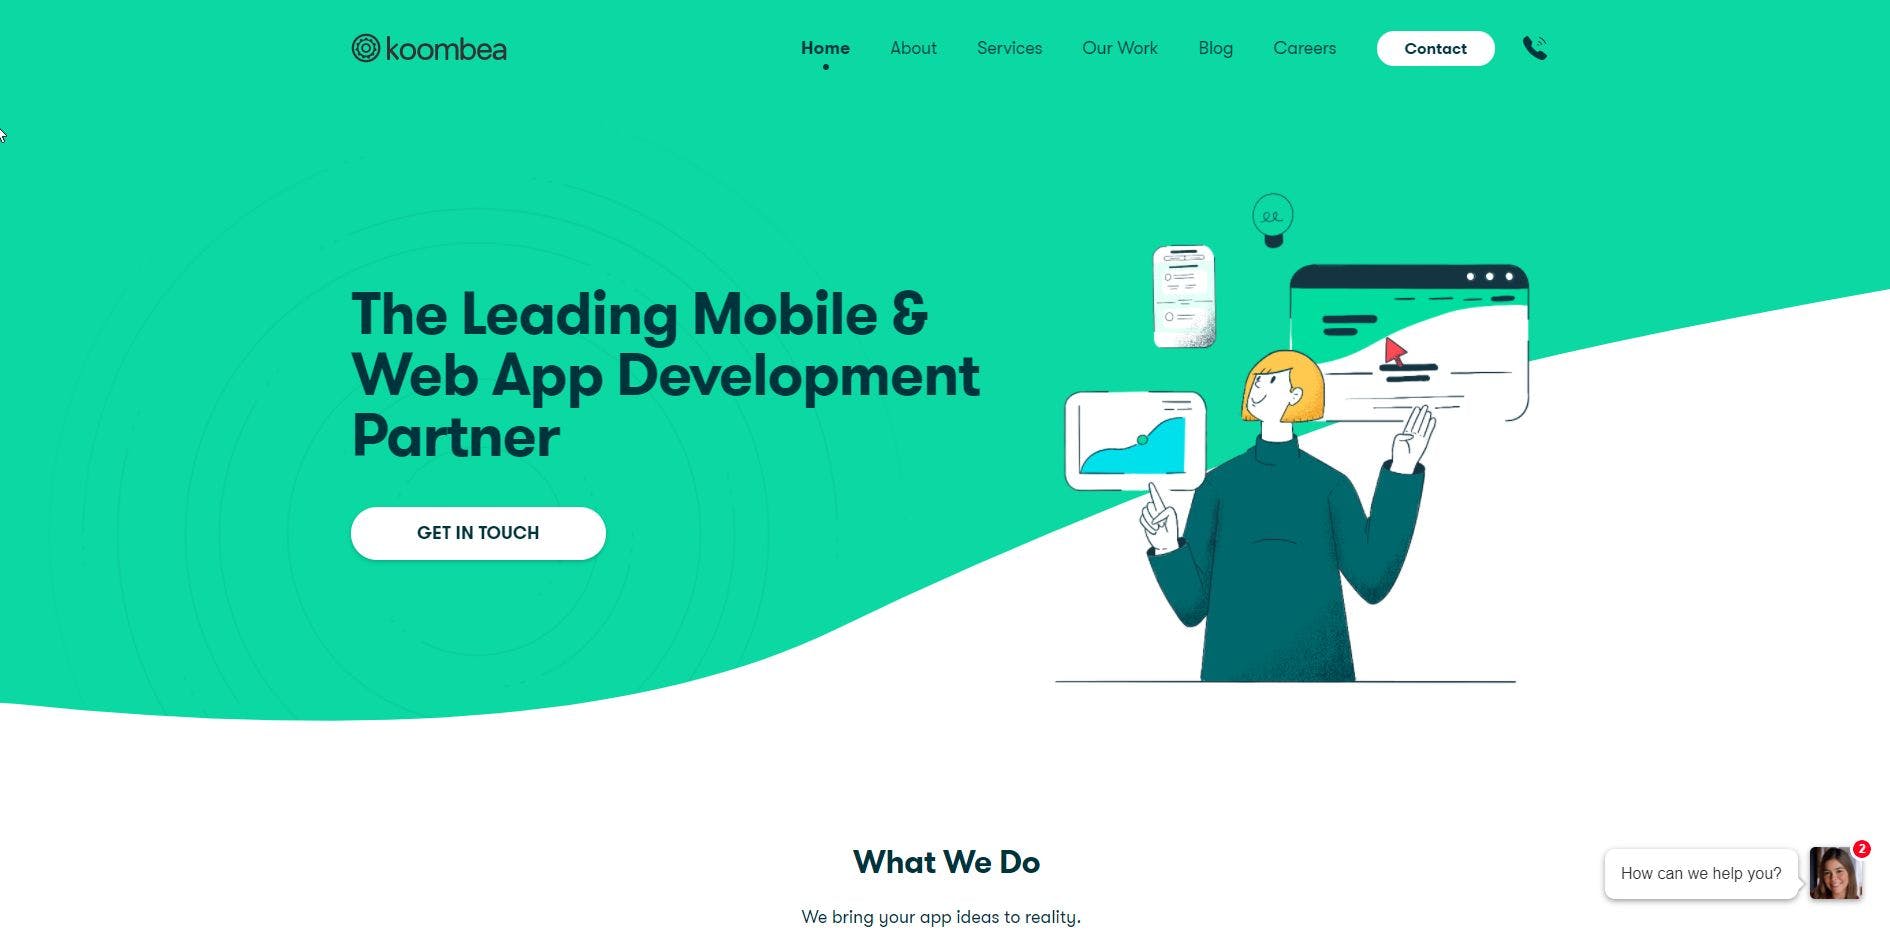 koombea
Home
About
Services
Our Work
Blog
Careers
Contact
The Leading Mobile &
Web App Development
Partner
GET IN TOUCH
What We Do
We bring your app ideas to reality.
How can we help you?
2